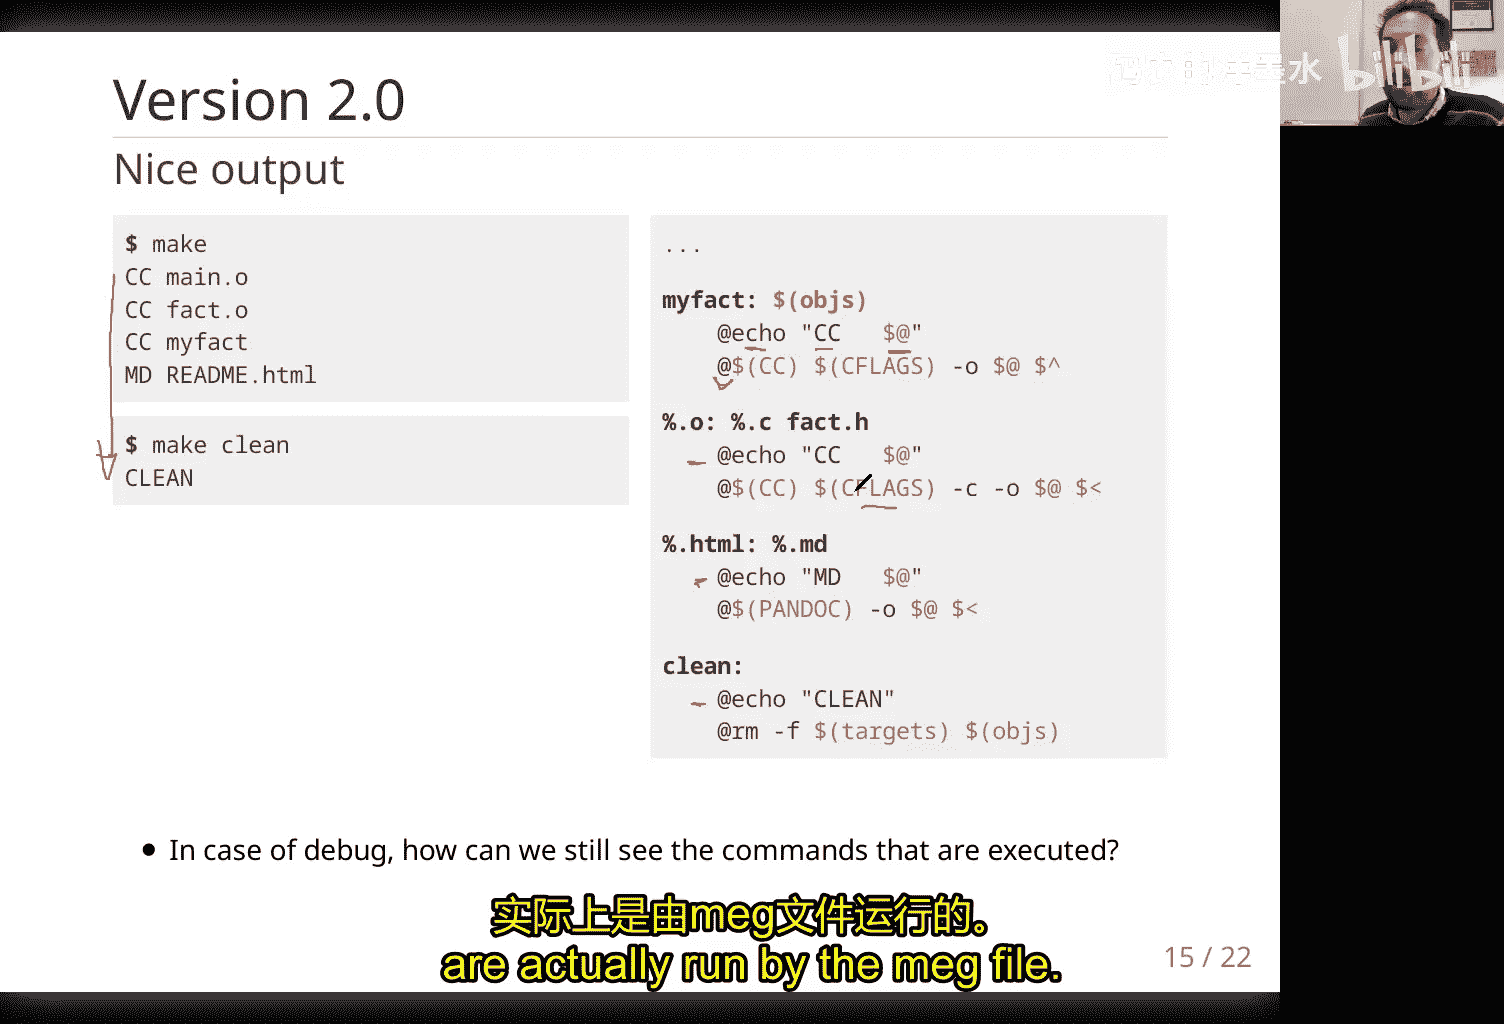 Version 2.0
Nice output
$ make
CC main.o
CC fact.o
CC myfact
MD README.html
$ make clean
CLEAN
...
myfact: $(objs)
@echo "CC   $@"
@$(CC) $(CFLAGS) -o $@ $^
%.o: %.c fact.h
@echo "CC   $@"
@$(CC) $(CFLAGS) -c -o $@ $<
%.html: %.md
@echo "MD   $@"
@$(PANDOC) -o $@ $<
clean:
@echo "CLEAN"
@rm -f $(targets) $(objs)
• In case of debug, how can we still see the commands that are executed?
实际上是由meg文件运行的。
are actually run by the meg file.
15 / 22
bilibili